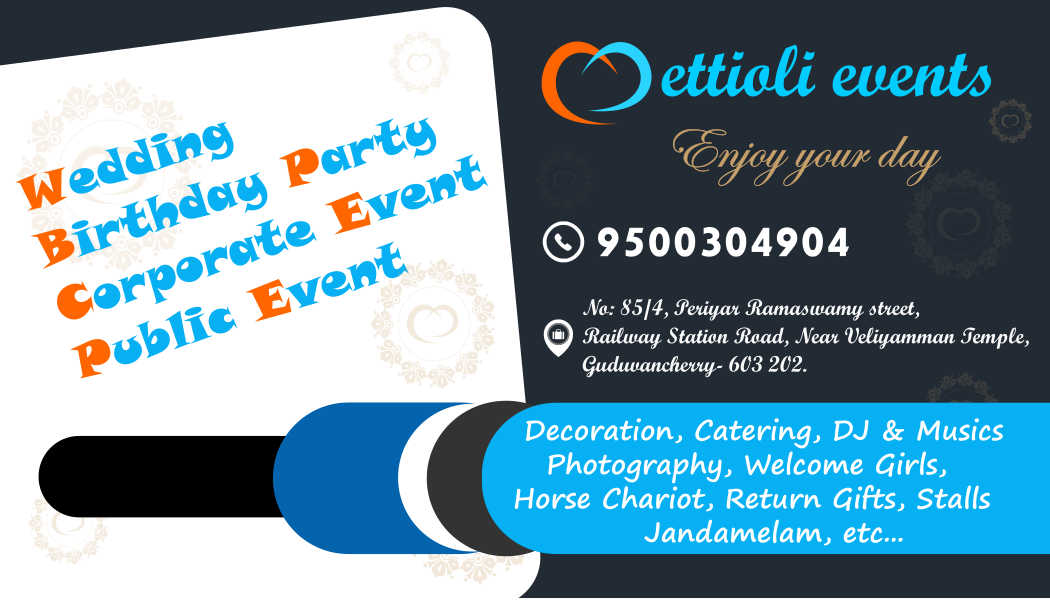 Wedding
Birthday Party
Corporate Event
Public Event
Mettioli events
Enjoy your day
9500304904
No: 85/4, Periyar Ramaswamy street,
Railway Station Road, Near Veliyamman Temple,
Guduvancherry- 603 202.
Decoration, Catering, DJ & Musics
Photography, Welcome Girls,
Horse Chariot, Return Gifts, Stalls
Jandamelam, etc...